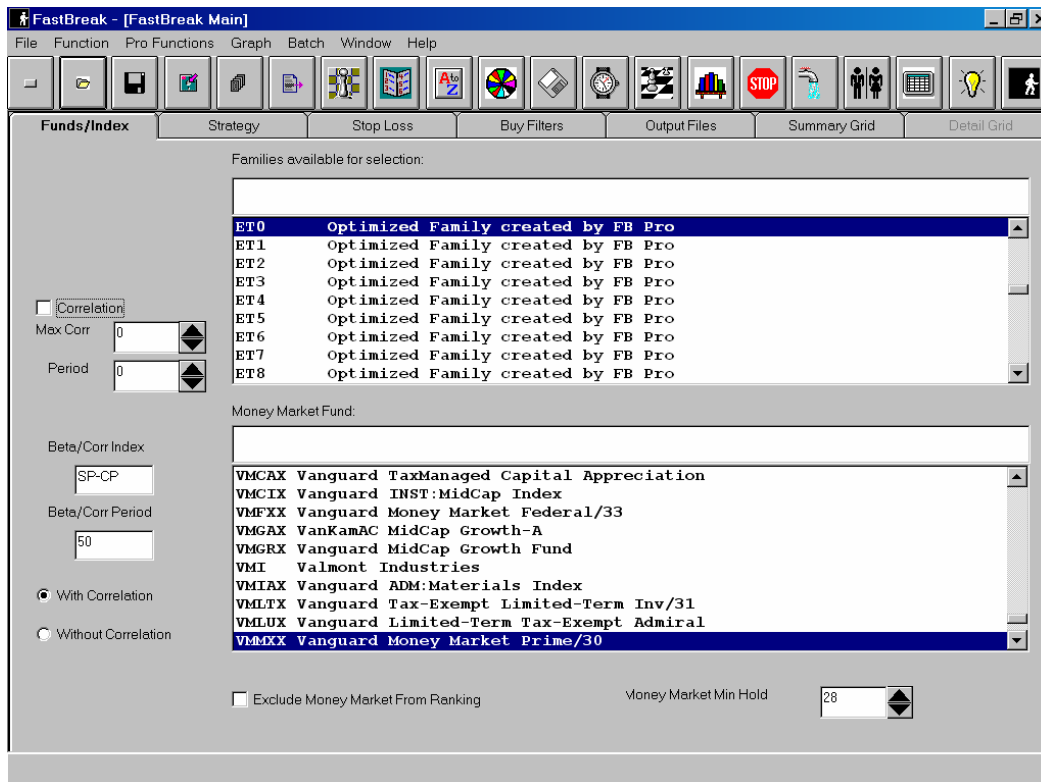 FastBreak - [FastBreak Main]
File Function Pro Functions Graph Batch Window Help
A to Z STOP
Funds/Index Strategy Stop Loss Buy Filters Output Files Summary Grid Detail Grid
Families available for selection:
ET0 Optimized Family created by FB Pro
ET1 Optimized Family created by FB Pro
ET2 Optimized Family created by FB Pro
ET3 Optimized Family created by FB Pro
ET4 Optimized Family created by FB Pro
ET5 Optimized Family created by FB Pro
ET6 Optimized Family created by FB Pro
ET7 Optimized Family created by FB Pro
ET8 Optimized Family created by FB Pro
Correlation
Max Corr 0
Period 0
Money Market Fund:
Beta/Corr Index
SP-CP
Beta/Corr Period
50
With Correlation
Without Correlation
VMCAX Vanguard TaxManaged Capital Appreciation
VMCIX Vanguard INST:MidCap Index
VMFXX Vanguard Money Market Federal/33
VMGAX VanKamAC MidCap Growth-A
VMGRX Vanguard MidCap Growth Fund
VMI Valmont Industries
VMIAX Vanguard ADM:Materials Index
VMLTX Vanguard Tax-Exempt Limited-Term Inv/31
VMLUX Vanguard Limited-Term Tax-Exempt Admiral
VMMXX Vanguard Money Market Prime/30
Exclude Money Market From Ranking
Money Market Min Hold 28